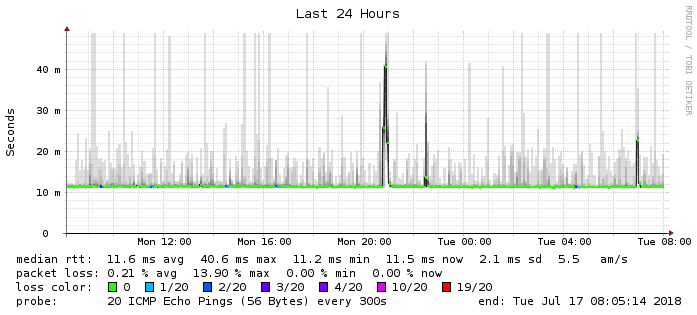 Last 24 Hours
RRDTOOL / TOBI OETIKER
Seconds
40 m
30 m
20 m
10 m
0
Mon 12:00 Mon 16:00 Mon 20:00 Tue 00:00 Tue 04:00 Tue 08:00
median rtt: 11.6 ms avg 40.6 ms max 11.2 ms min 11.5 ms now 2.1 ms sd 5.5 am/s
packet loss: 0.21 % avg 13.90 % max 0.00 % min 0.00 % now
loss color: 0 1/20 2/20 3/20 4/20 10/20 19/20
probe: 20 ICMP Echo Pings (56 Bytes) every 300s end: Tue Jul 17 08:05:14 2018